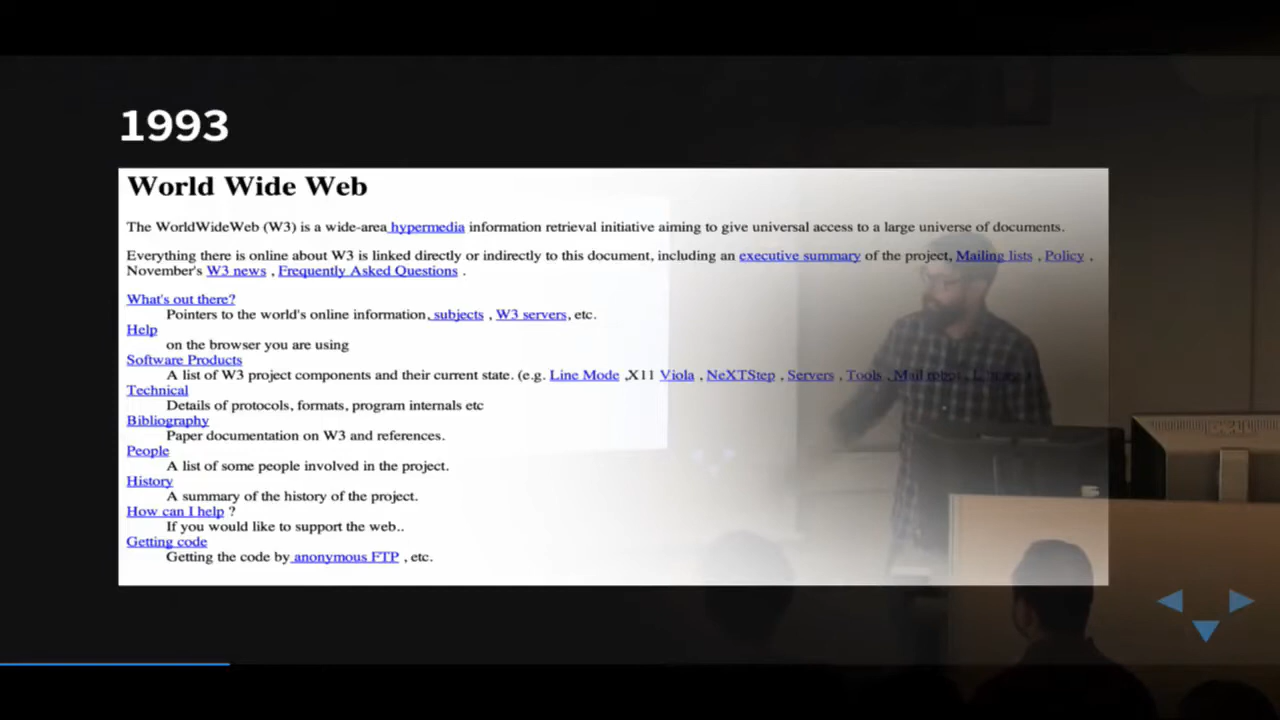 1993
World Wide Web
The WorldWideWeb (W3) is a wide-area hypermedia information retrieval initiative aiming to give universal access to a large universe of documents.
Everything there is online about W3 is linked directly or indirectly to this document, including an executive summary of the project, Mailing lists , Policy ,
November's W3 news , Frequently Asked Questions .
What's out there?
Pointers to the world's online information, subjects , W3 servers, etc.
Help
on the browser you are using
Software Products
A list of W3 project components and their current state. (e.g. Line Mode ,X11 Viola , NeXTStep , Servers , Tools , Mail robot , Library )
Technical
Details of protocols, formats, program internals etc
Bibliography
Paper documentation on W3 and references.
People
A list of some people involved in the project.
History
A summary of the history of the project.
How can I help ?
If you would like to support the web..
Getting code
Getting the code by anonymous FTP , etc.
DELL